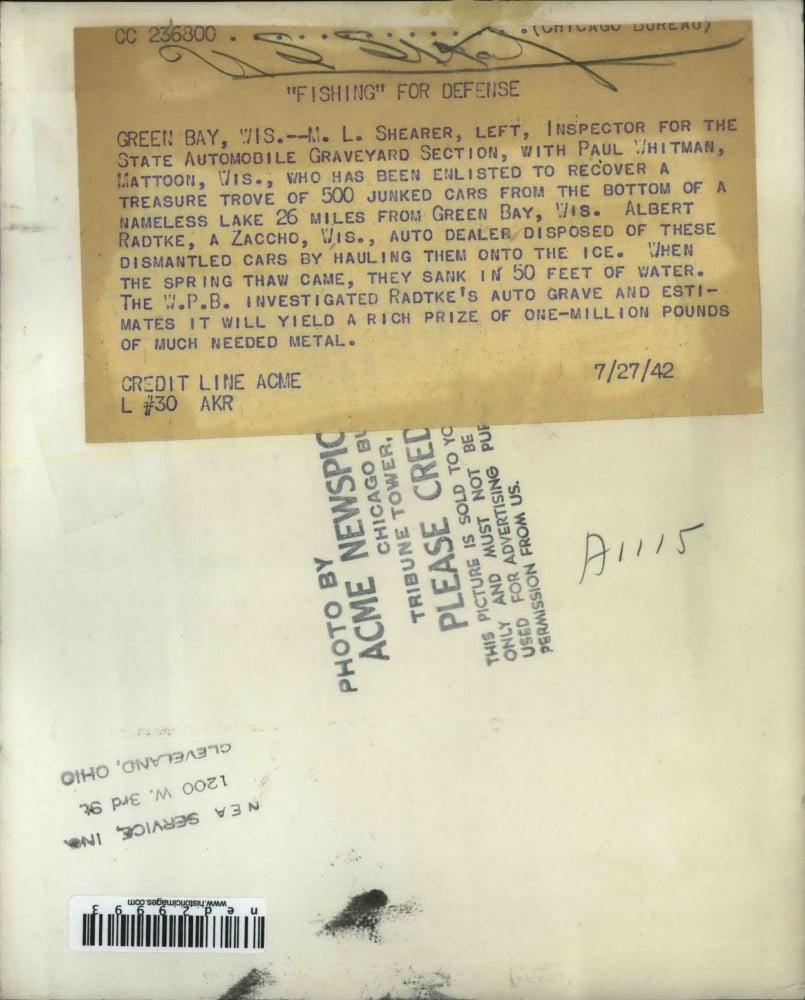 CC 236800 . . . . . . . . (CHICAGO BUREAU)
"FISHING" FOR DEFENSE
GREEN BAY, WIS.--M. L. SHEARER, LEFT, INSPECTOR FOR THE
STATE AUTOMOBILE GRAVEYARD SECTION, WITH PAUL WHITMAN,
MATTOON, WIS., WHO HAS BEEN ENLISTED TO RECOVER A
TREASURE TROVE OF 500 JUNKED CARS FROM THE BOTTOM OF A
NAMELESS LAKE 26 MILES FROM GREEN BAY, WIS. ALBERT
RADTKE, A ZACCHO, WIS., AUTO DEALER DISPOSED OF THESE
DISMANTLED CARS BY HAULING THEM ONTO THE ICE. WHEN
THE SPRING THAW CAME, THEY SANK IN 50 FEET OF WATER.
THE W.P.B. INVESTIGATED RADTKE'S AUTO GRAVE AND ESTI-
MATES IT WILL YIELD A RICH PRIZE OF ONE-MILLION POUNDS
OF MUCH NEEDED METAL.
CREDIT LINE ACME 7/27/42
L #30 AKR
PHOTO BY
ACME NEWSPIC
CHICAGO BU
TRIBUNE TOWER,
PLEASE CRED
THIS PICTURE IS SOLD TO YO
ONLY AND MUST NOT BE
USED FOR ADVERTISING PUR
PERMISSION FROM US.
A1115
NEA SERVICE, INC.
1200 W. 3rd St.
CLEVELAND, OHIO
ned29993
www.historicimages.com